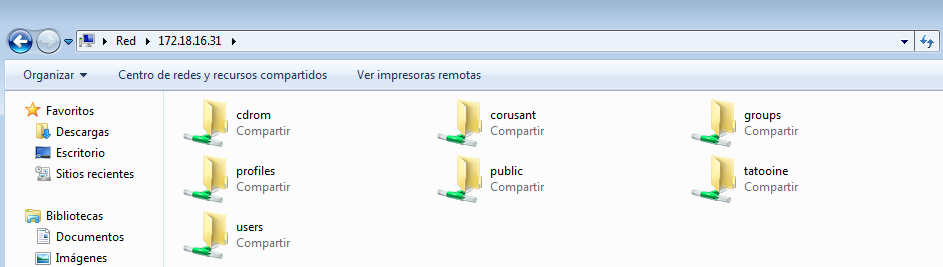 Red 172.18.16.31
Organizar Centro de redes y recursos compartidos Ver impresoras remotas
Favoritos
Descargas
Escritorio
Sitios recientes
Bibliotecas
Documentos
Imágenes
cdrom
Compartir
corusant
Compartir
groups
Compartir
profiles
Compartir
public
Compartir
tatooine
Compartir
users
Compartir